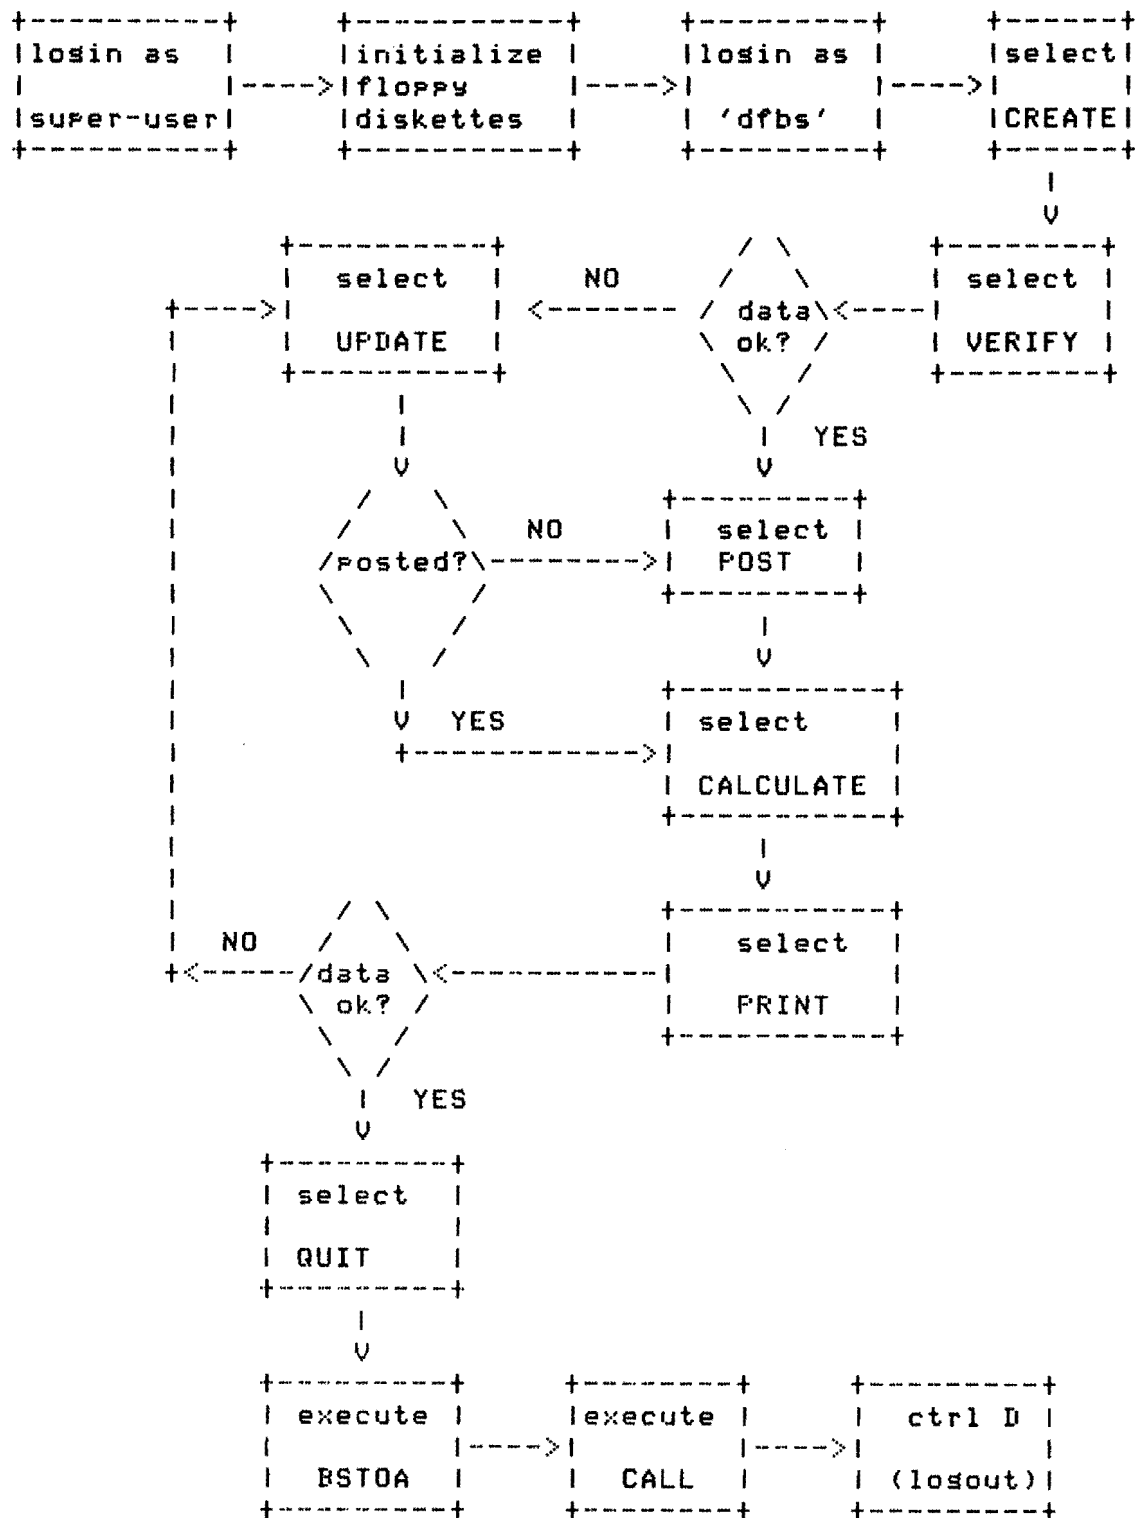 login as
super-user
initialize
floppy
diskettes
login as
'dfbs'
select
CREATE
select
VERIFY
data
ok?
NO
YES
select
UPDATE
posted?
NO
YES
select
POST
select
CALCULATE
select
PRINT
data
ok?
NO
YES
select
QUIT
execute
BSTOA
execute
CALL
ctrl D
(logout)